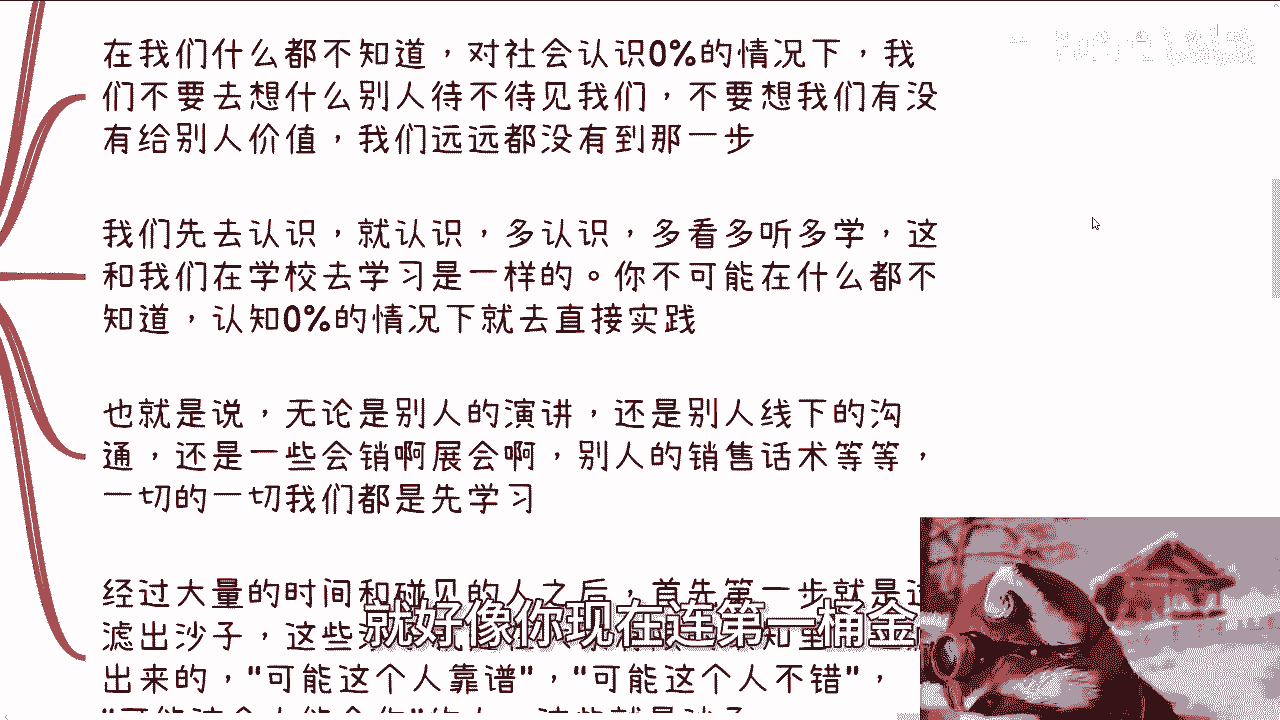 在我们什么都不知道，对社会认识0%的情况下，我
们不要去想什么别人待不待见我们，不要想我们有没
有给别人价值，我们远远都没有到那一步
我们先去认识，就认识，多认识，多看多听多学，这
和我们在学校去学习是一样的。你不可能在什么都不
知道，认知0%的情况下就去直接实践
也就是说，无论是别人的演讲，还是别人线下的沟
通，还是一些会销啊展会啊，别人的销售话术等等，
一切的一切我们都是先学习
经过大量的时间和碰见的人之后，首先第一步就是过
滤出沙子，这些
就好像你现在连第一桶金
出来的，"可能这个人靠谱"，"可能这个人不错"，